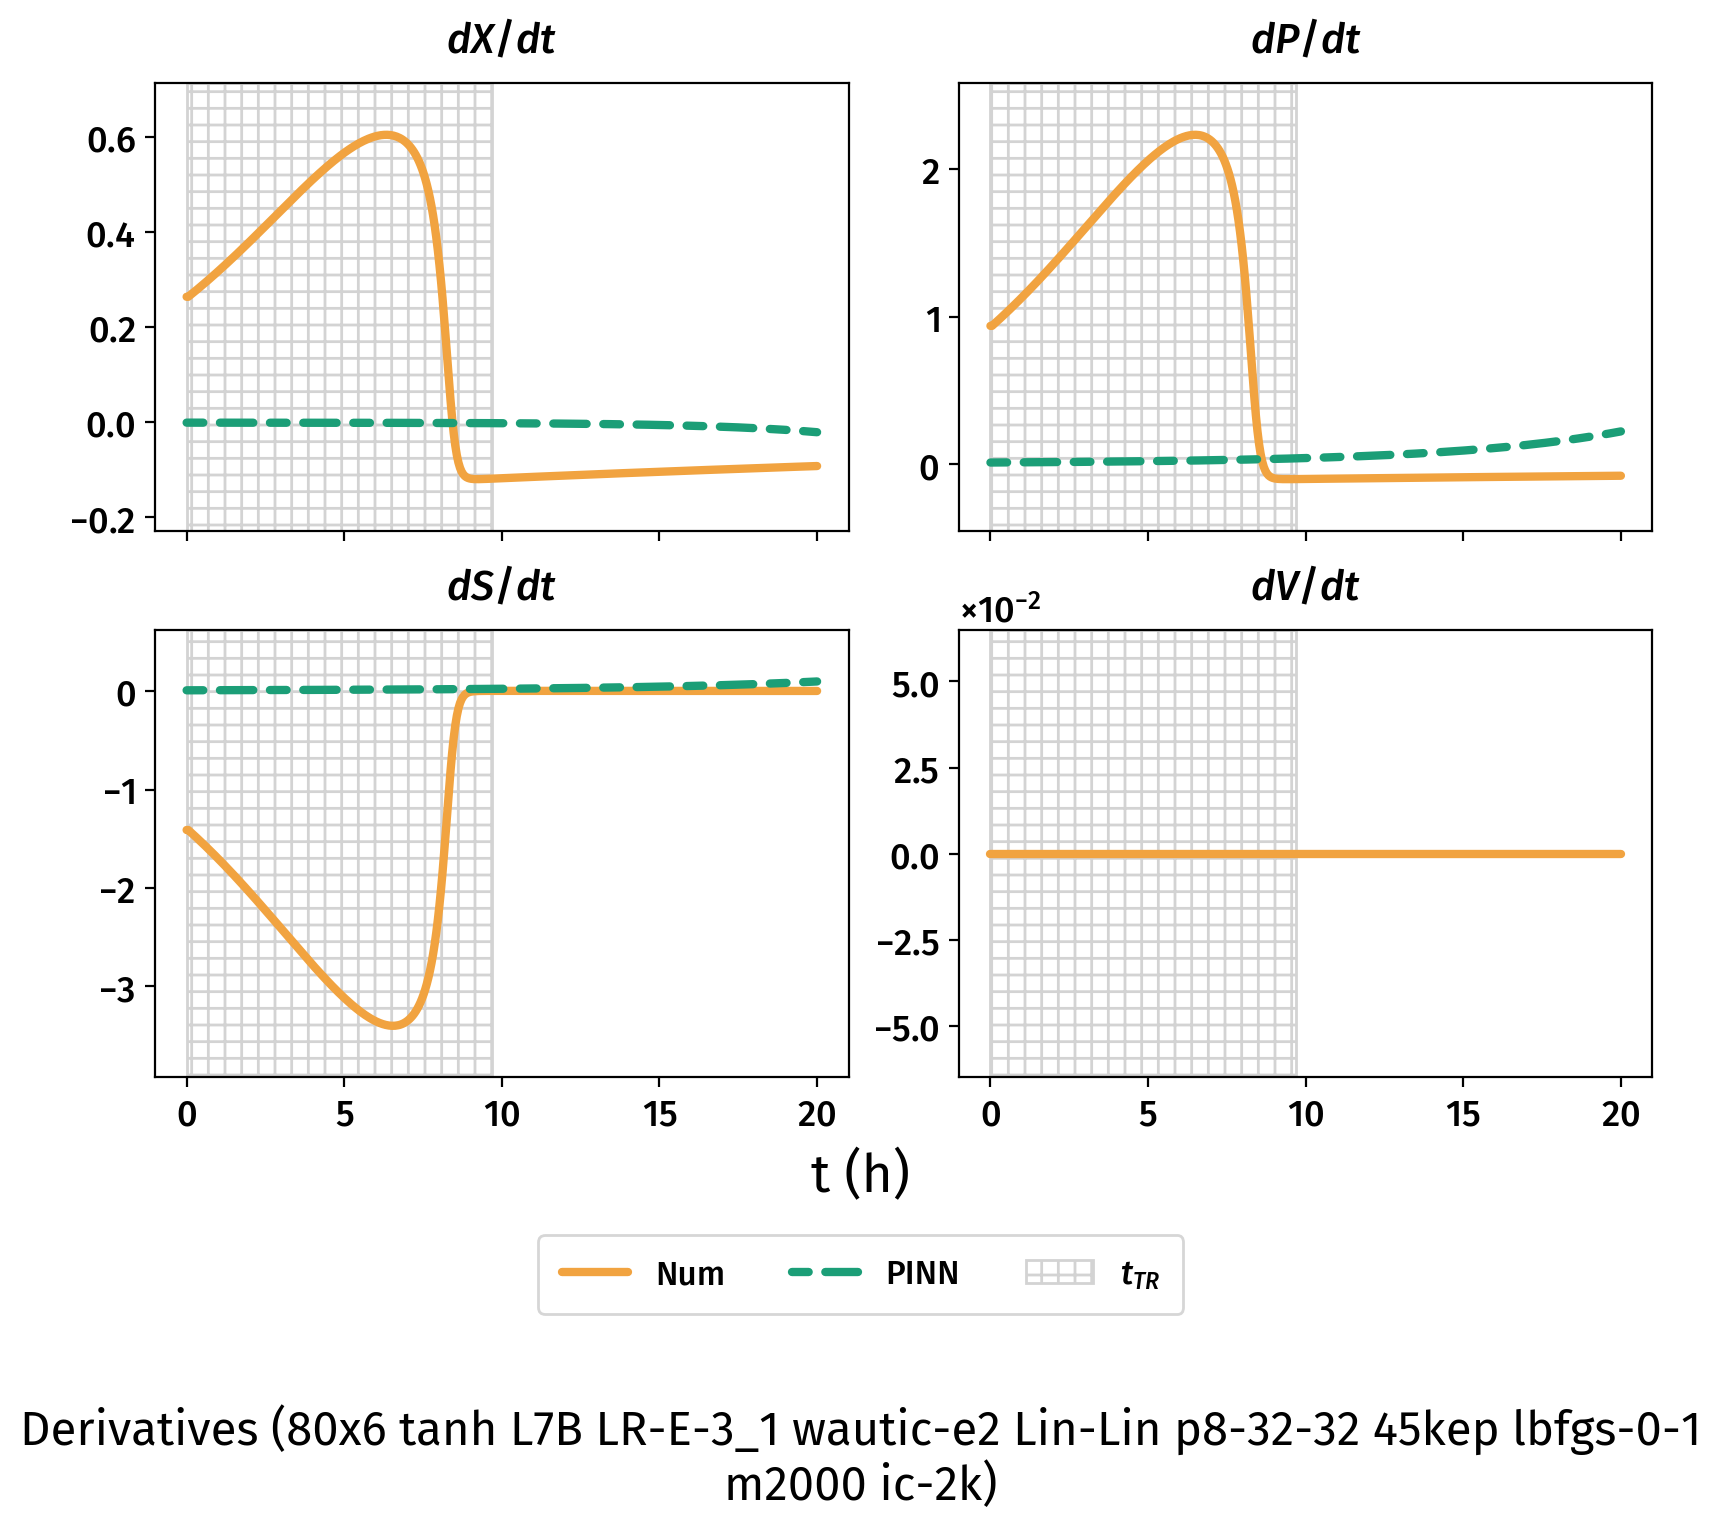 dX/dt
dP/dt
0.6
0.4
0.2
0.0
−0.2
2
1
0
dS/dt
dV/dt
×10⁻²
0
−1
−2
−3
5.0
2.5
0.0
−2.5
−5.0
0 5 10 15 20
0 5 10 15 20
t (h)
Num PINN t_TR
Derivatives (80x6 tanh L7B LR-E-3_1 wautic-e2 Lin-Lin p8-32-32 45kep lbfgs-0-1
m2000 ic-2k)